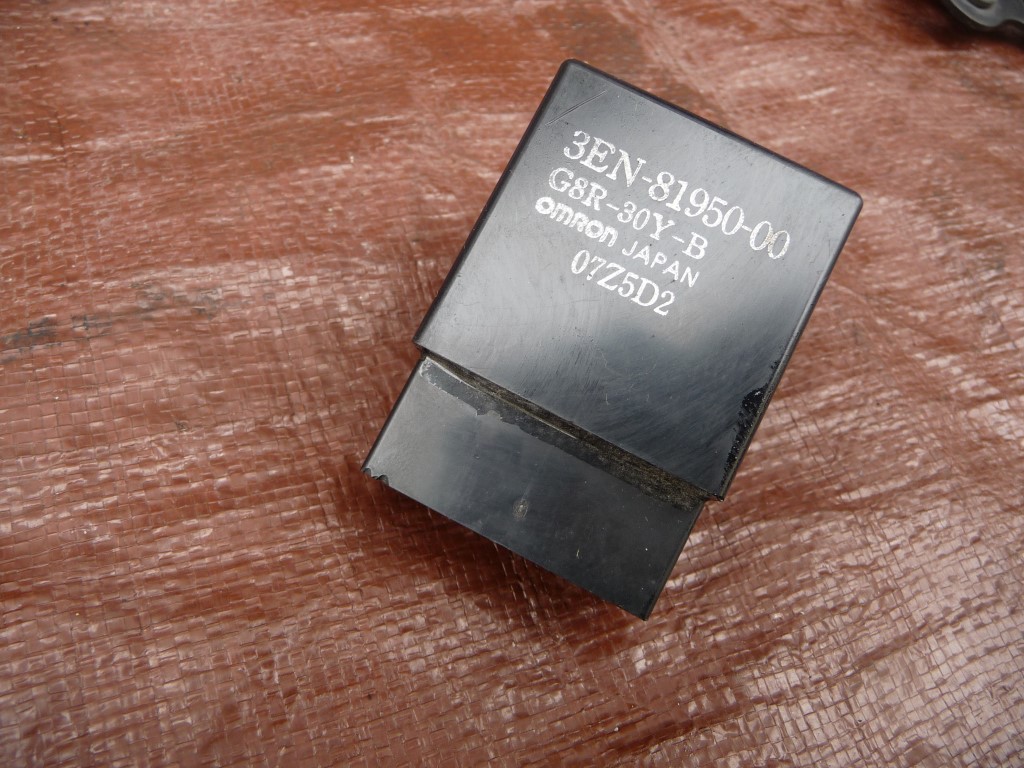 3EN-81950-00
G8R-30Y-B
OMRON JAPAN
07Z5D2